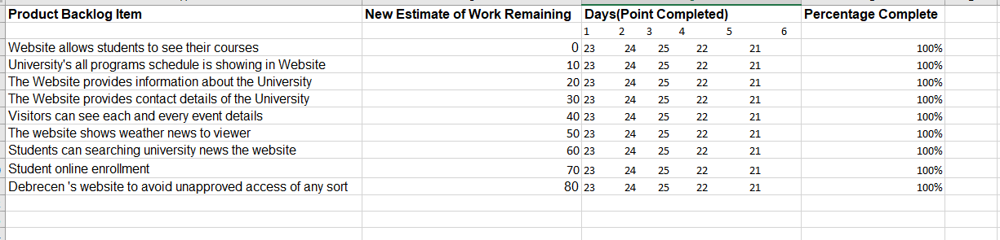 Product Backlog Item New Estimate of Work Remaining Days(Point Completed) Percentage Complete
1 2 3 4 5 6
Website allows students to see their courses 0 23 24 25 22 21 100%
University's all programs schedule is showing in Website 10 23 24 25 22 21 100%
The Website provides information about the University 20 23 24 25 22 21 100%
The Website provides contact details of the University 30 23 24 25 22 21 100%
Visitors can see each and every event details 40 23 24 25 22 21 100%
The website shows weather news to viewer 50 23 24 25 22 21 100%
Students can searching university news the website 60 23 24 25 22 21 100%
Student online enrollment 70 23 24 25 22 21 100%
Debrecen 's website to avoid unapproved access of any sort 80 23 24 25 22 21 100%